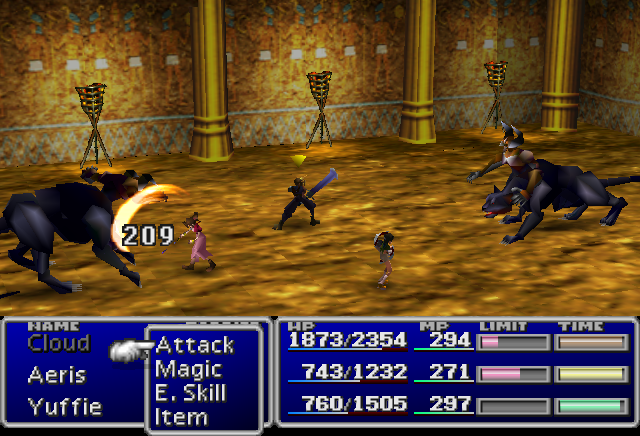 209
NAME HP MP LIMIT TIME
Cloud Attack 1873/2354 294
Magic
Aeris 743/1232 271
E. Skill
Yuffie 760/1505 297
Item